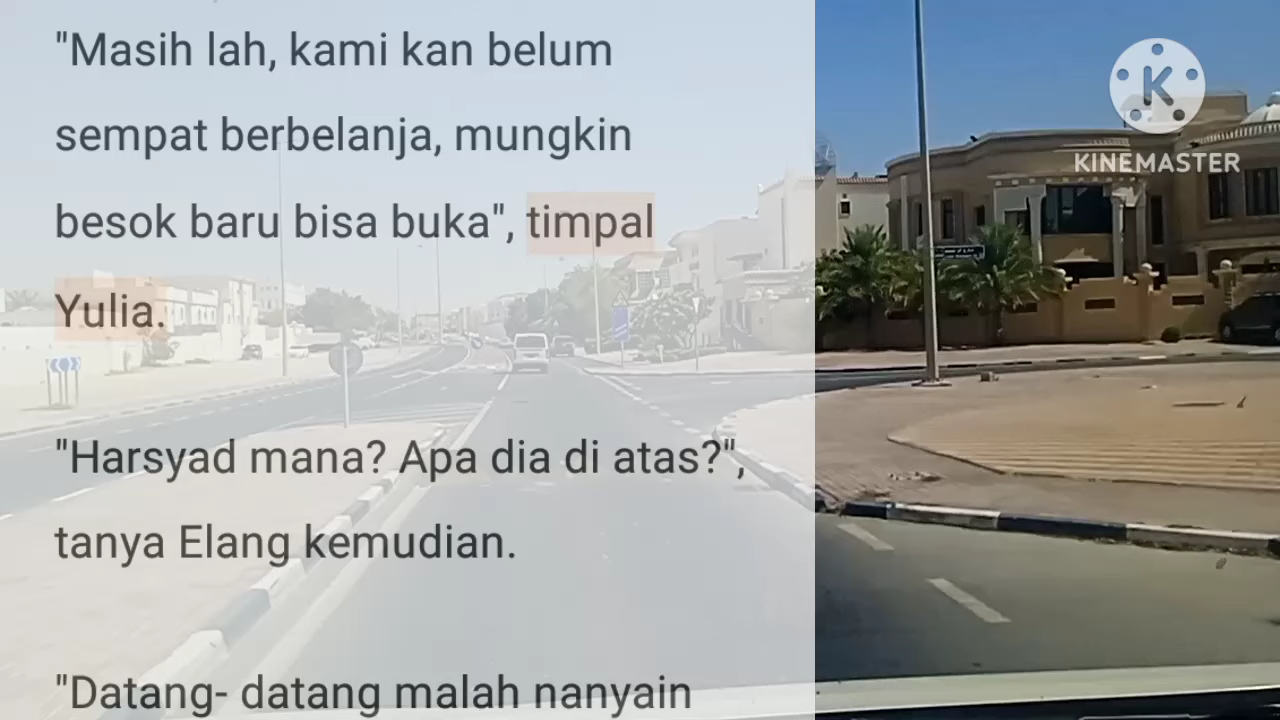 "Masih lah, kami kan belum
sempat berbelanja, mungkin
besok baru bisa buka", timpal
Yulia.
"Harsyad mana? Apa dia di atas?",
tanya Elang kemudian.
"Datang- datang malah nanyain
KINEMASTER